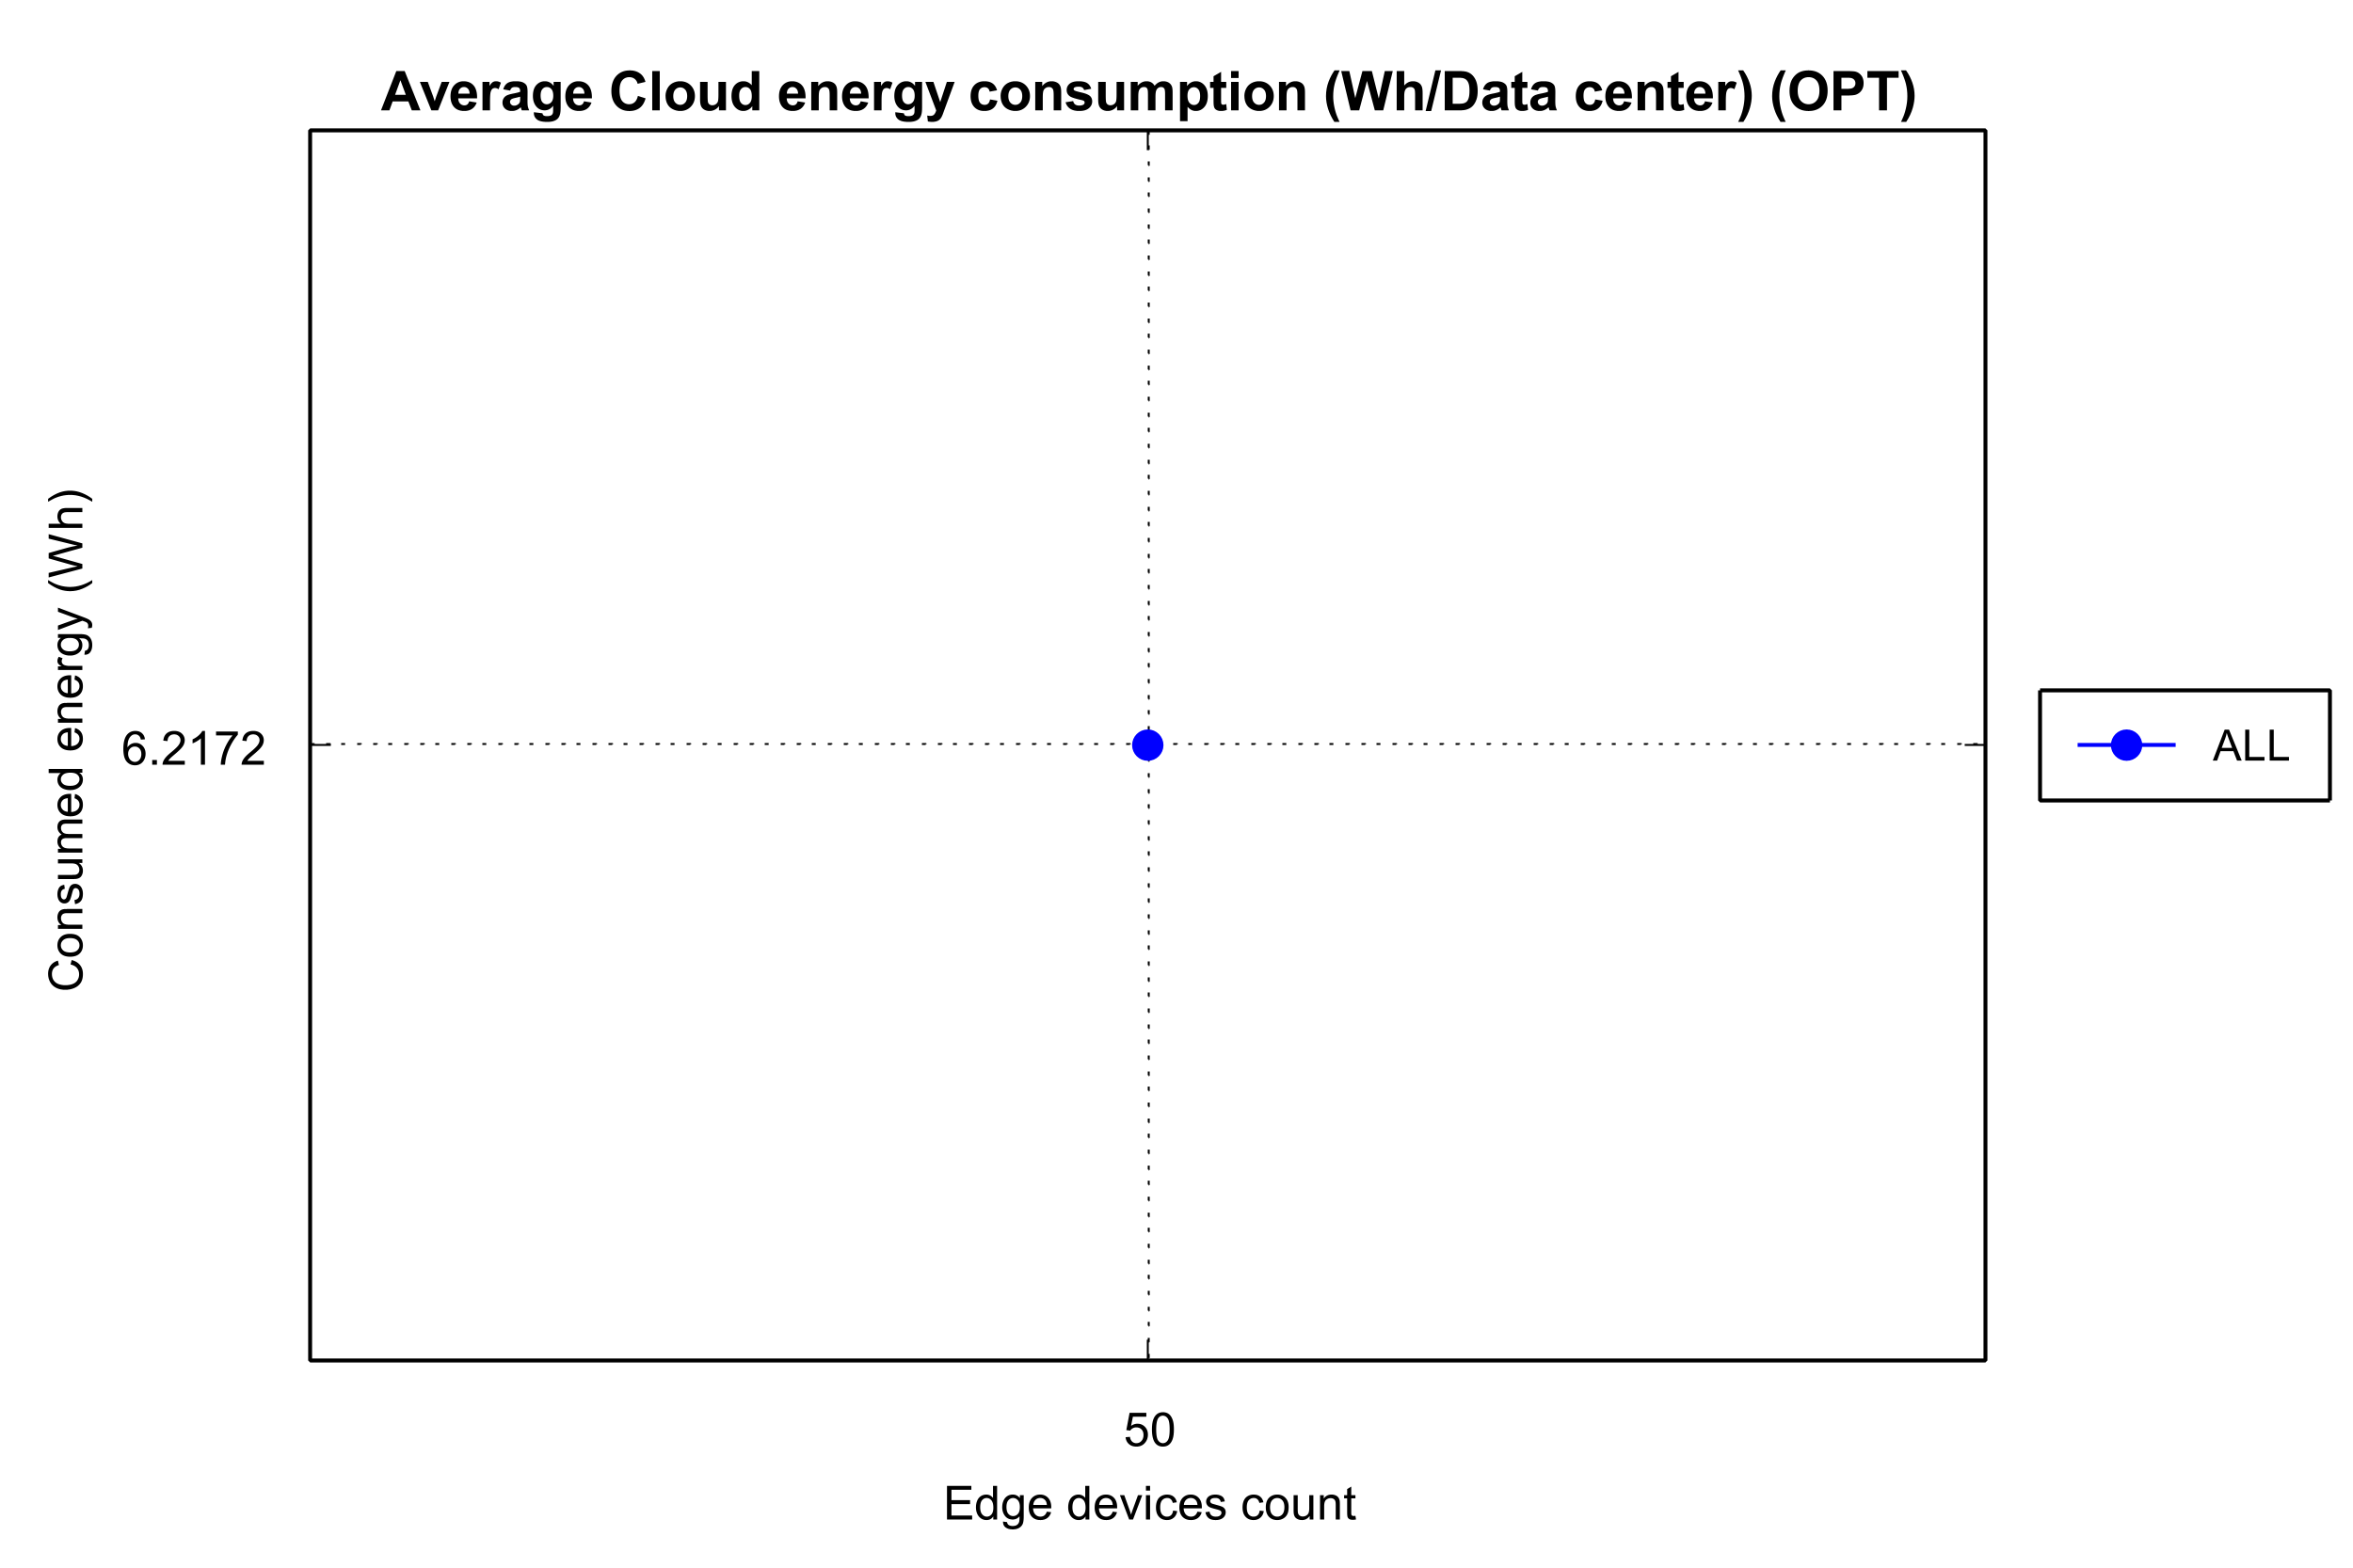 Average Cloud energy consumption (Wh/Data center) (OPT)
Consumed energy (Wh)
6.2172
ALL
50
Edge devices count